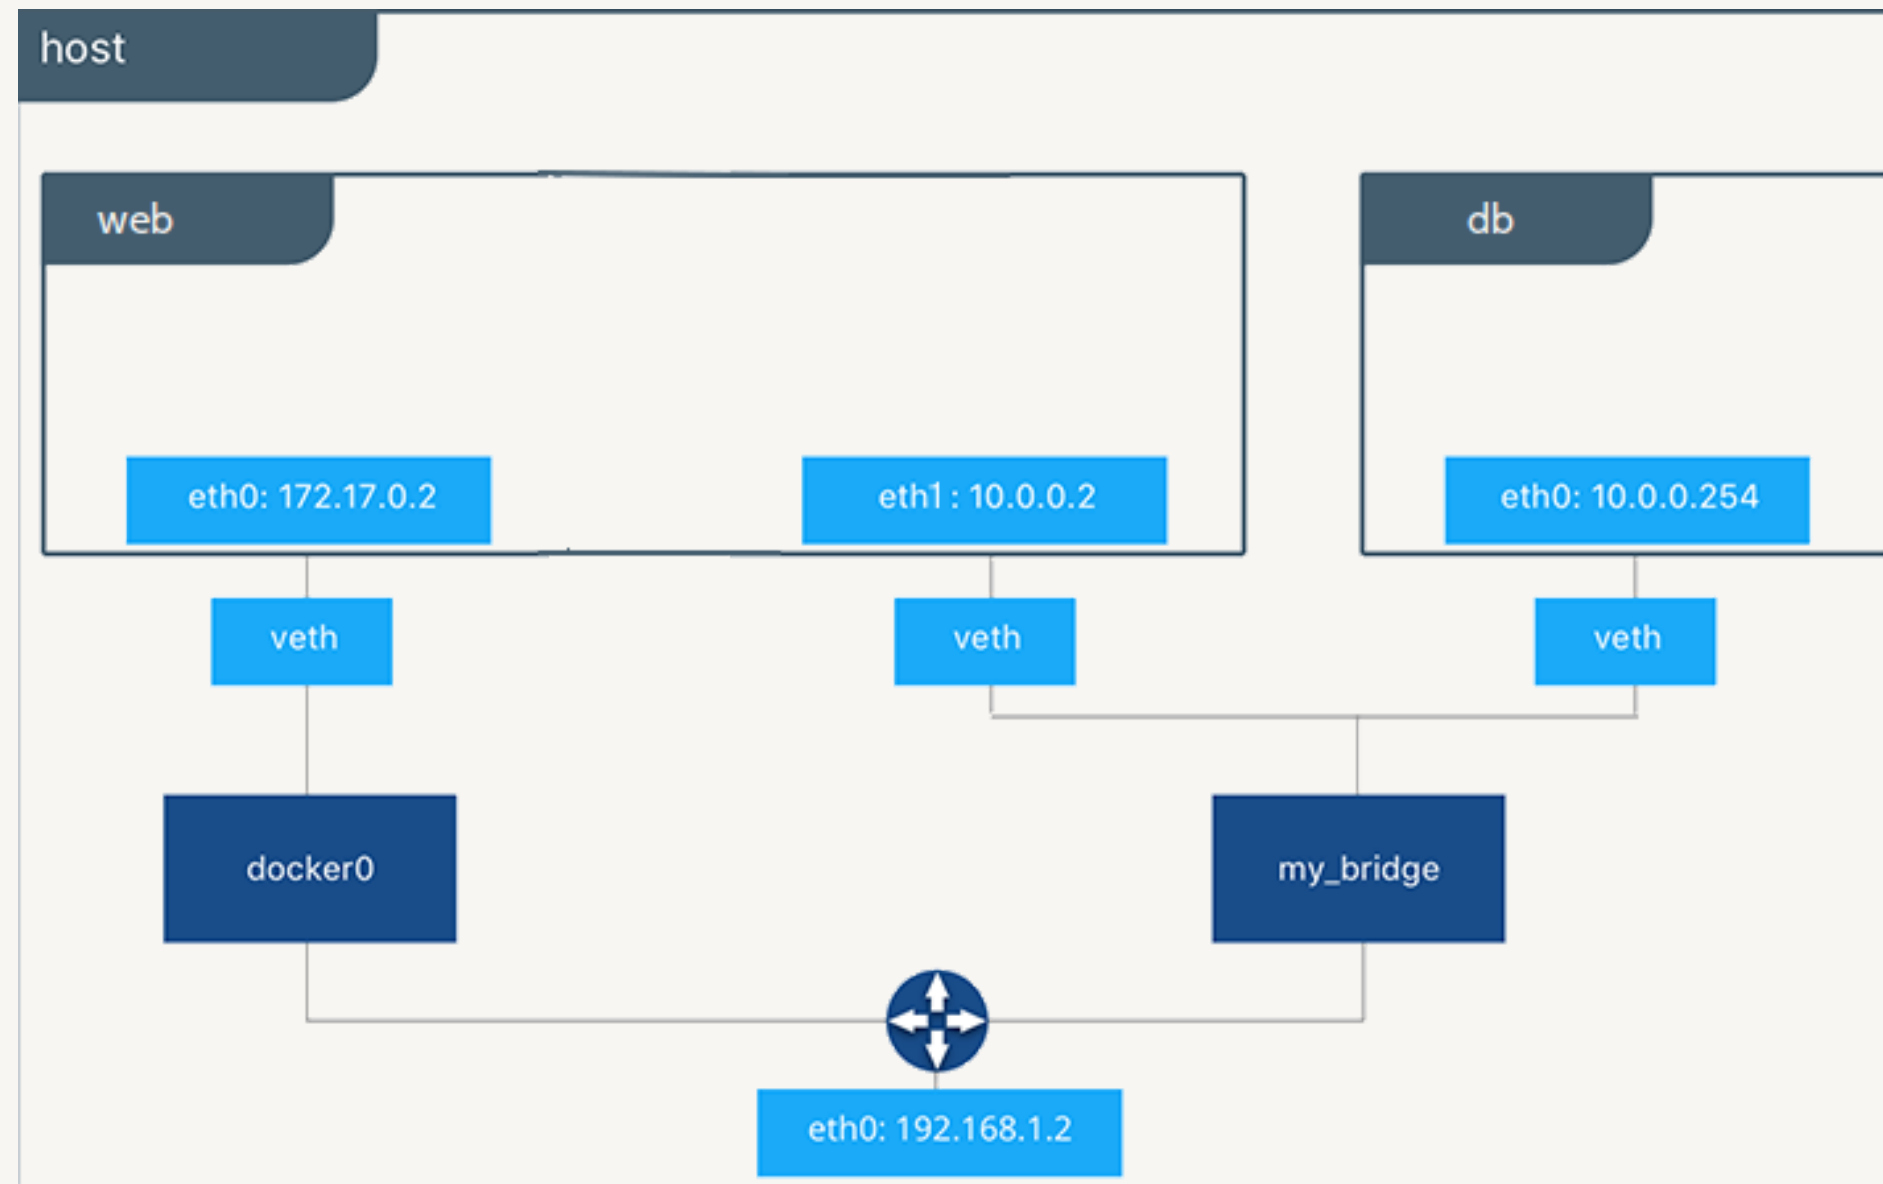 host
web
db
eth0: 172.17.0.2
eth1 : 10.0.0.2
eth0: 10.0.0.254
veth
veth
veth
docker0
my_bridge
eth0: 192.168.1.2